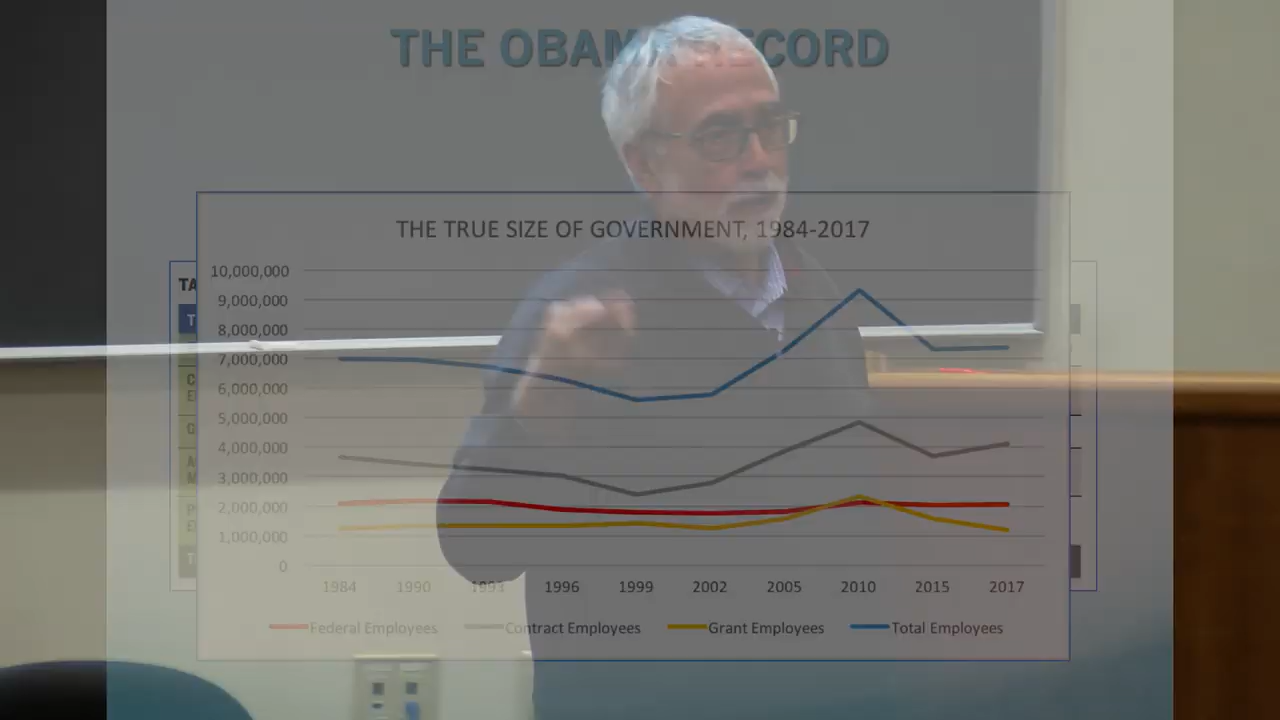 THE OBAMA RECORD
THE TRUE SIZE OF GOVERNMENT, 1984-2017
10,000,000
9,000,000
8,000,000
7,000,000
6,000,000
5,000,000
4,000,000
3,000,000
2,000,000
1,000,000
0
1984 1990 1993 1996 1999 2002 2005 2010 2015 2017
Federal Employees Contract Employees Grant Employees Total Employees